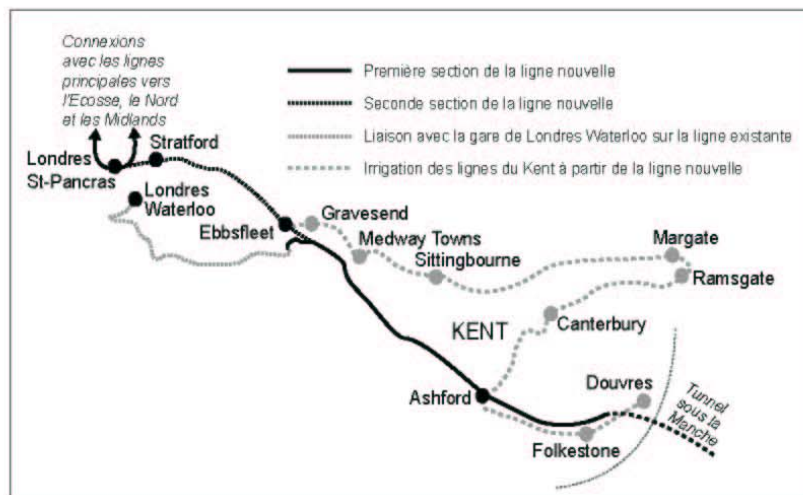 Connexions
avec les lignes
principales vers
l'Ecosse, le Nord
et les Midlands
Première section de la ligne nouvelle
Seconde section de la ligne nouvelle
Liaison avec la gare de Londres Waterloo sur la ligne existante
Irrigation des lignes du Kent à partir de la ligne nouvelle
Stratford
Londres
St-Pancras
Londres
Waterloo
Ebbsfleet
Gravesend
Medway Towns
Sittingbourne
Margate
Ramsgate
KENT
Canterbury
Ashford
Douvres
Folkestone
Tunnel
sous la
Manche